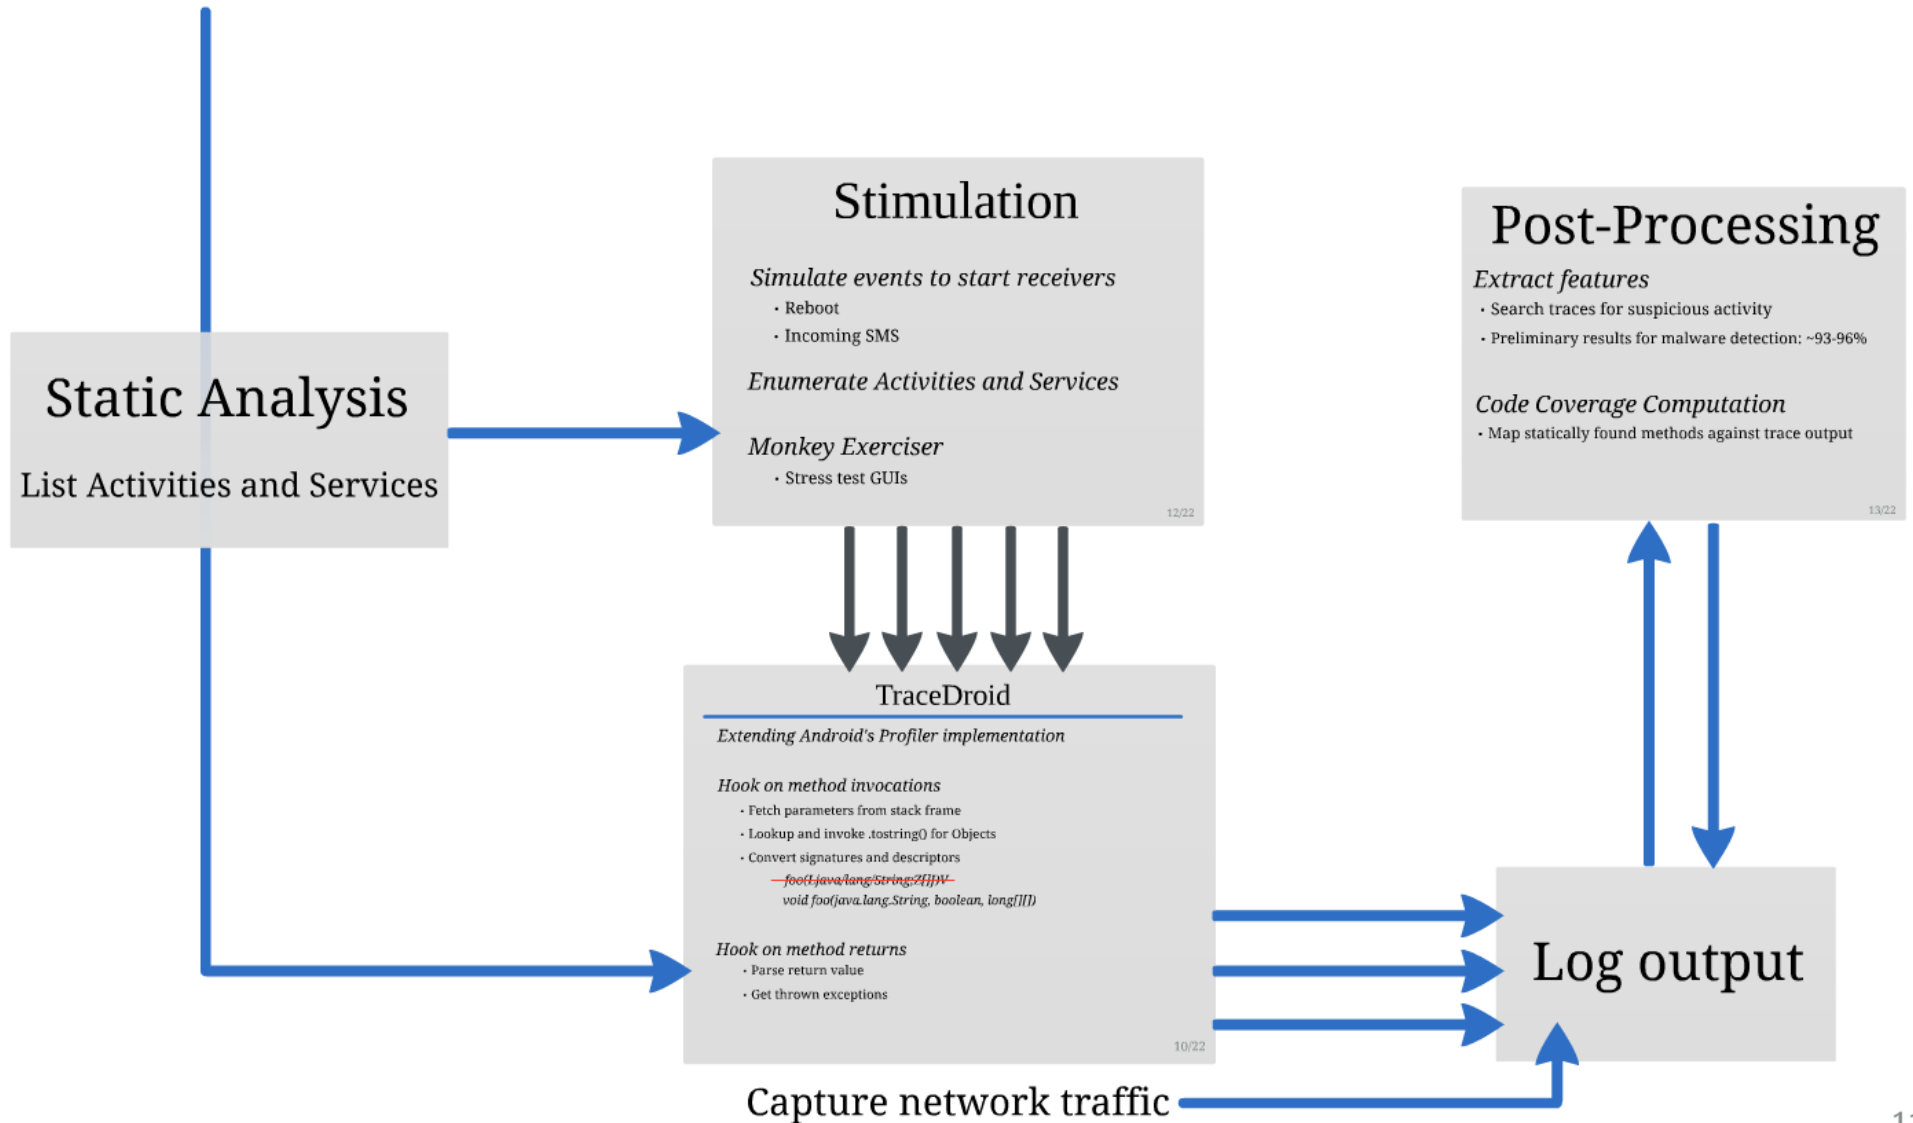 Static Analysis
List Activities and Services
Stimulation
Simulate events to start receivers
· Reboot
· Incoming SMS
Enumerate Activities and Services
Monkey Exerciser
· Stress test GUIs
12/22
TraceDroid
Extending Android's Profiler implementation
Hook on method invocations
· Fetch parameters from stack frame
· Lookup and invoke .tostring() for Objects
· Convert signatures and descriptors
void foo(java.lang.String, boolean, long[][])
Hook on method returns
· Parse return value
· Get thrown exceptions
10/22
Capture network traffic
Post-Processing
Extract features
· Search traces for suspicious activity
· Preliminary results for malware detection: ~93-96%
Code Coverage Computation
· Map statically found methods against trace output
13/22
Log output